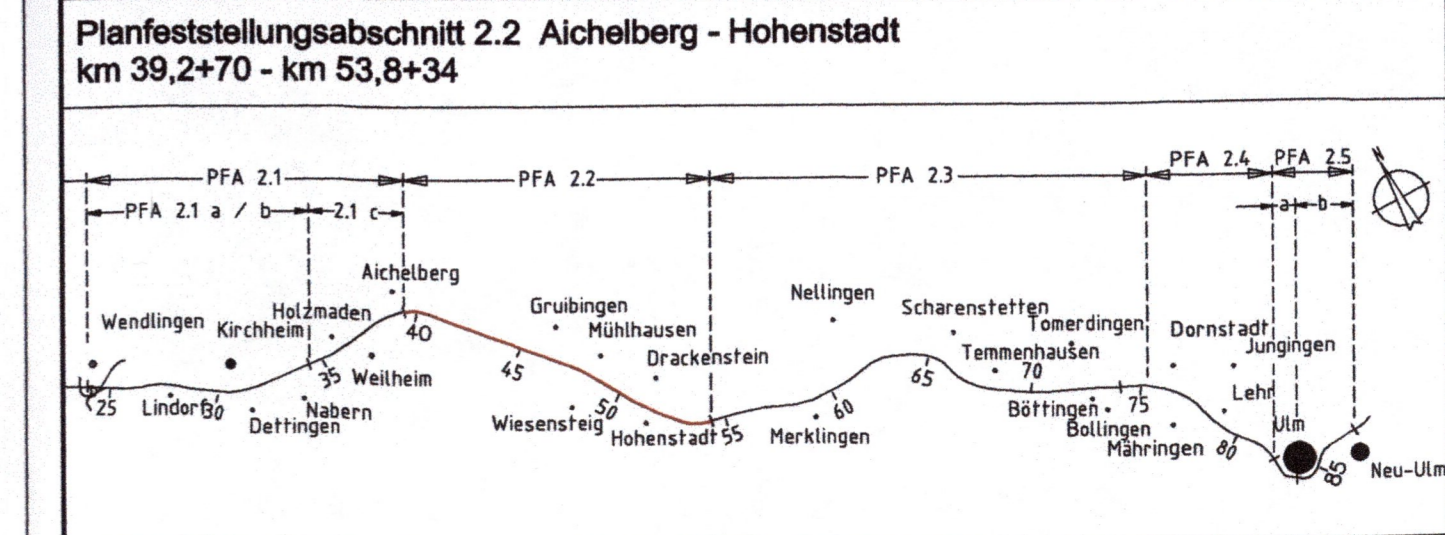 Planfeststellungsabschnitt 2.2 Aichelberg - Hohenstadt
km 39,2+70 - km 53,8+34
PFA 2.1
PFA 2.2
PFA 2.3
PFA 2.4
PFA 2.5
PFA 2.1 a / b
2.1 c
a
b
N
Aichelberg
Wendlingen
Kirchheim
Holzmaden
Weilheim
Lindorf
Dettingen
Nabern
25
30
35
40
Gruibingen
Mühlhausen
Drackenstein
45
50
Wiesensteig
Hohenstadt
55
Nellingen
Merklingen
60
Scharenstetten
Tomerdingen
Temmenhausen
65
70
Böttingen
Bollingen
Mähringen
75
Dornstadt
Jungingen
Lehr
80
Ulm
85
Neu-Ulm